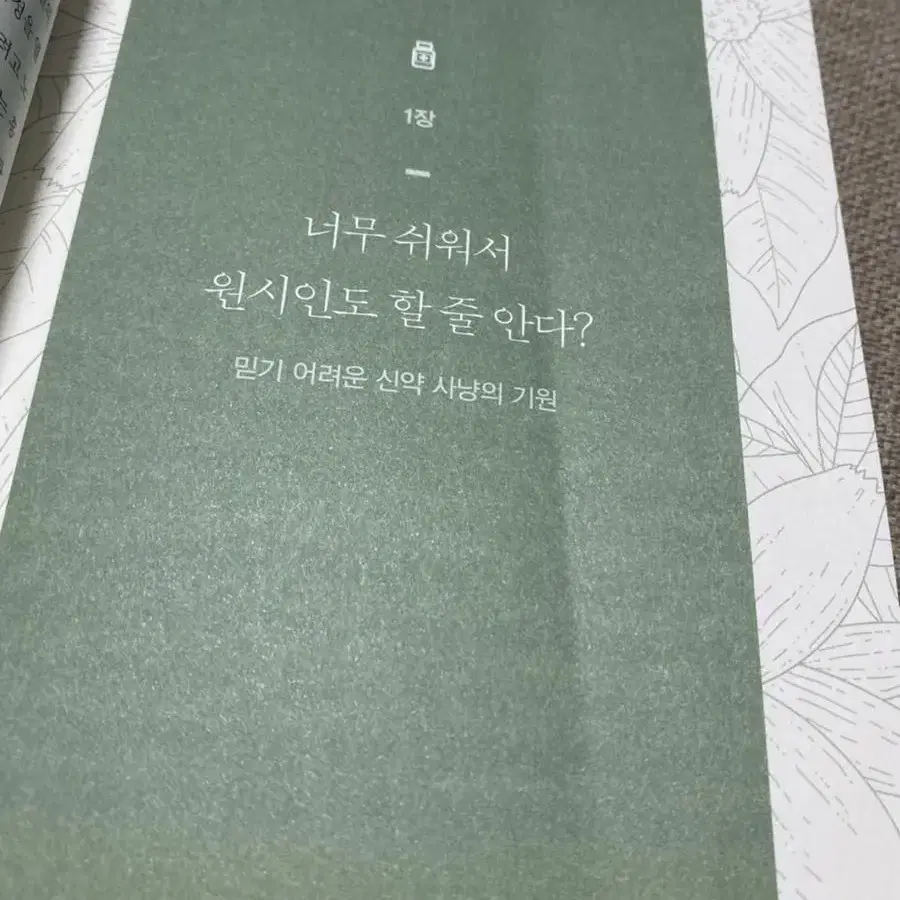 1장
너무 쉬워서
원시인도 할 줄 안다?
믿기 어려운 신약 사냥의 기원